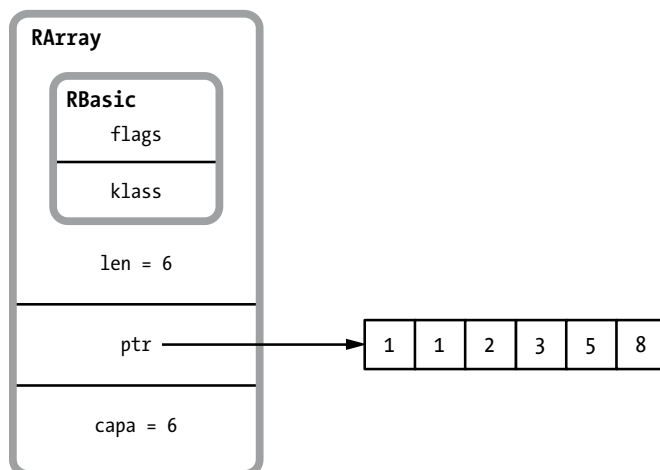 RArray
RBasic
flags
klass
len = 6
ptr
1 1 2 3 5 8
capa = 6